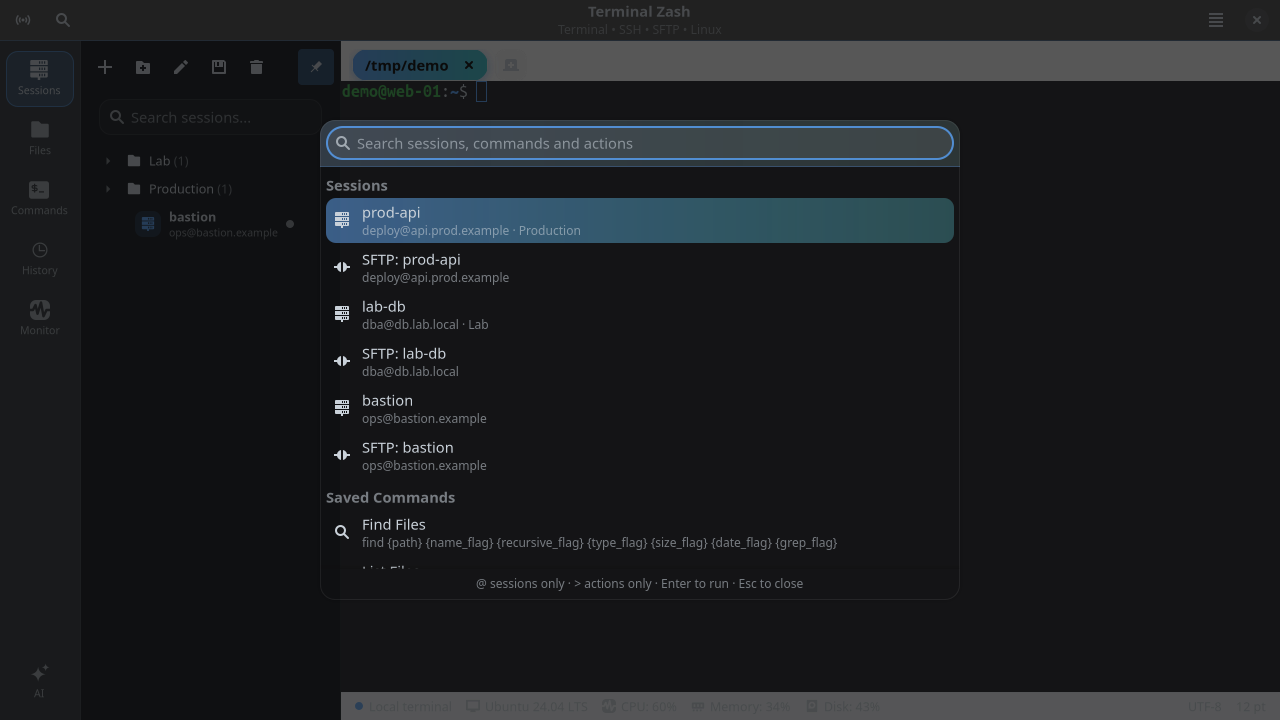 Terminal Zash
Terminal • SSH • SFTP • Linux
Sessions
Files
Commands
History
Monitor
AI
Search sessions...
Lab (1)
Production (1)
bastion
ops@bastion.example
/tmp/demo
demo@web-01:~$
Search sessions, commands and actions
Sessions
prod-api
deploy@api.prod.example · Production
SFTP: prod-api
deploy@api.prod.example
lab-db
dba@db.lab.local · Lab
SFTP: lab-db
dba@db.lab.local
bastion
ops@bastion.example
SFTP: bastion
ops@bastion.example
Saved Commands
Find Files
find {path} {name_flag} {recursive_flag} {type_flag} {size_flag} {date_flag} {grep_flag}
List Files
@ sessions only · > actions only · Enter to run · Esc to close
Local terminal Ubuntu 24.04 LTS CPU: 80% Memory: 34% Disk: 43% UTF-8 12 pt